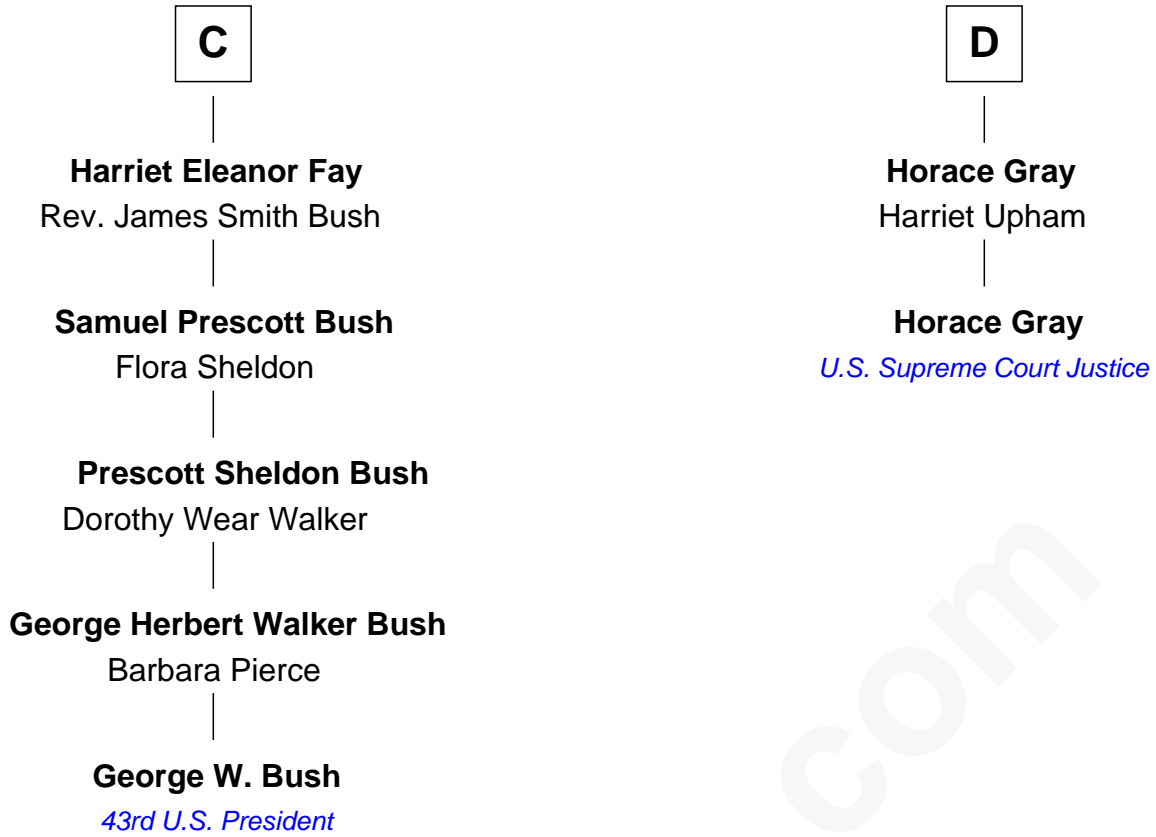 C
Harriet Eleanor Fay
Rev. James Smith Bush
Samuel Prescott Bush
Flora Sheldon
Prescott Sheldon Bush
Dorothy Wear Walker
George Herbert Walker Bush
Barbara Pierce
George W. Bush
43rd U.S. President
D
Horace Gray
Harriet Upham
Horace Gray
U.S. Supreme Court Justice
com